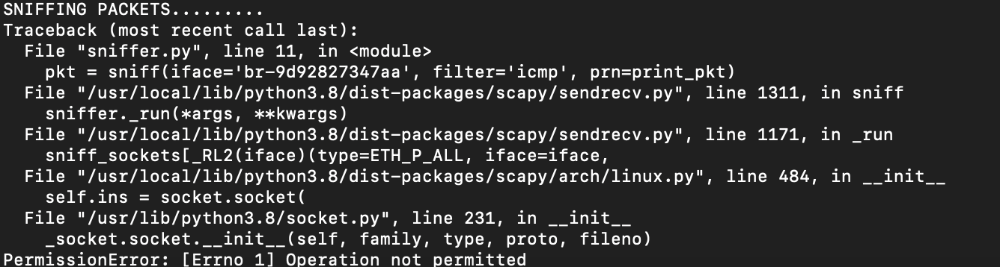 SNIFFING PACKETS.........
Traceback (most recent call last):
  File "sniffer.py", line 11, in <module>
    pkt = sniff(iface='br-9d92827347aa', filter='icmp', prn=print_pkt)
  File "/usr/local/lib/python3.8/dist-packages/scapy/sendrecv.py", line 1311, in sniff
    sniffer._run(*args, **kwargs)
  File "/usr/local/lib/python3.8/dist-packages/scapy/sendrecv.py", line 1171, in _run
    sniff_sockets[_RL2(iface)(type=ETH_P_ALL, iface=iface,
  File "/usr/local/lib/python3.8/dist-packages/scapy/arch/linux.py", line 484, in __init__
    self.ins = socket.socket(
  File "/usr/lib/python3.8/socket.py", line 231, in __init__
    _socket.socket.__init__(self, family, type, proto, fileno)
PermissionError: [Errno 1] Operation not permitted